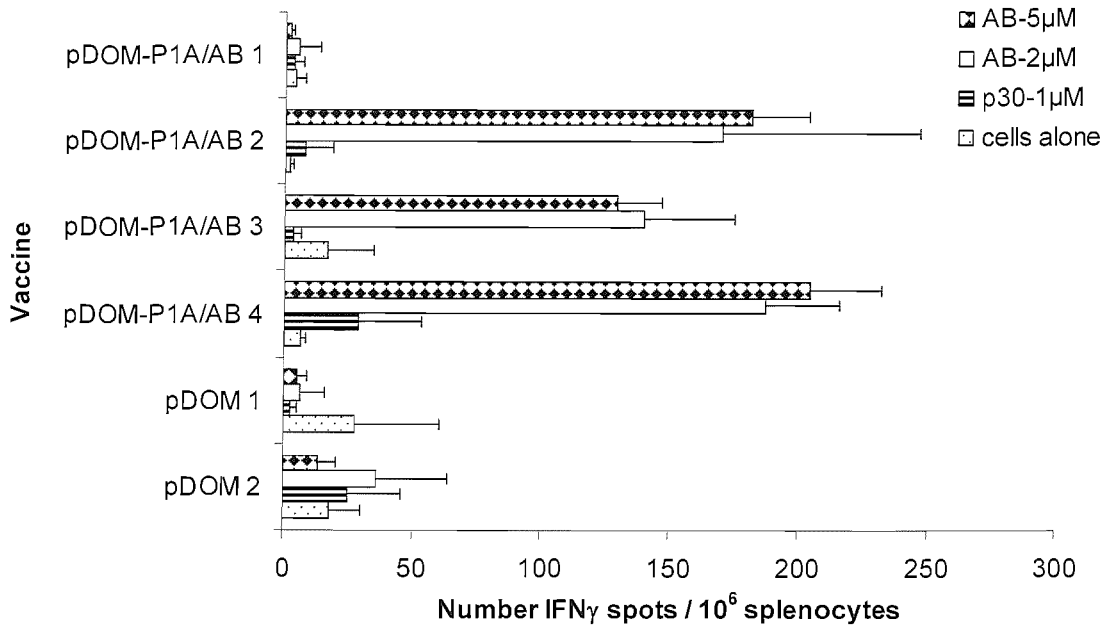 AB-5µM
AB-2µM
p30-1µM
cells alone
Vaccine
pDOM-P1A/AB 1
pDOM-P1A/AB 2
pDOM-P1A/AB 3
pDOM-P1A/AB 4
pDOM 1
pDOM 2
0 50 100 150 200 250 300
Number IFNγ spots / 10⁶ splenocytes